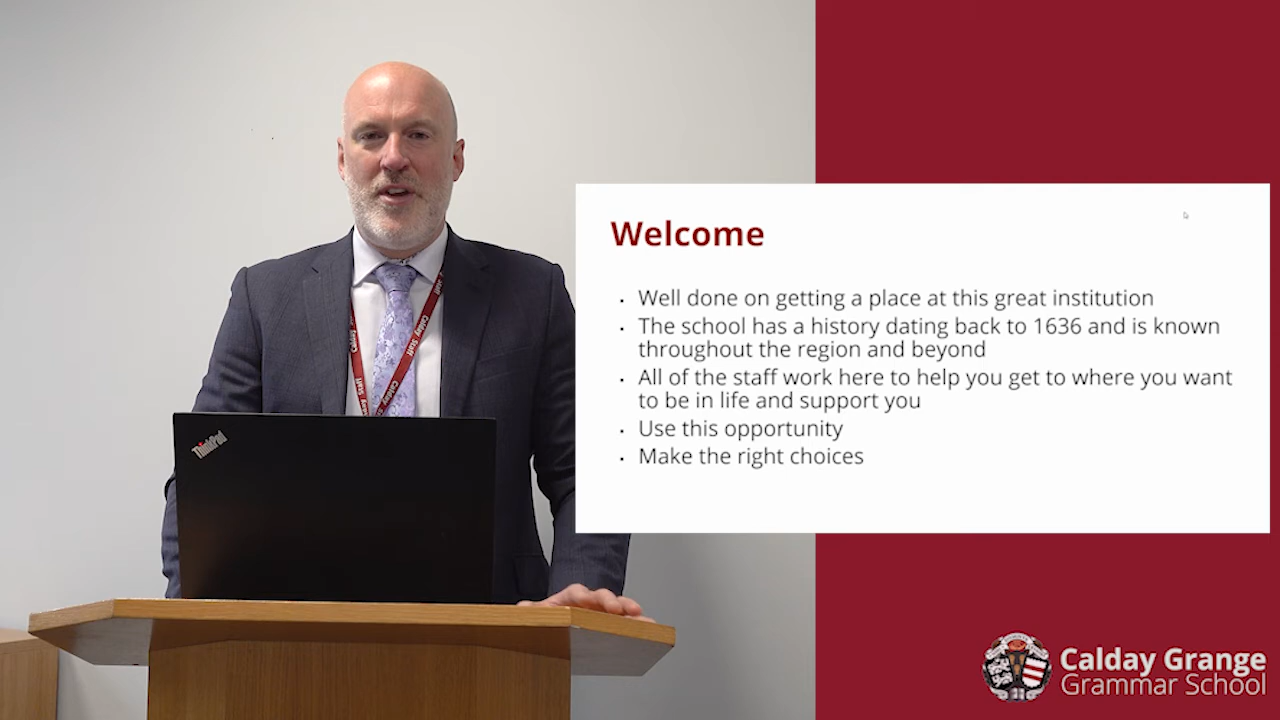 Welcome
Well done on getting a place at this great institution
The school has a history dating back to 1636 and is known
throughout the region and beyond
All of the staff work here to help you get to where you want
to be in life and support you
Use this opportunity
Make the right choices
ThinkPad
Calday Staff
Calday Grange
Grammar School